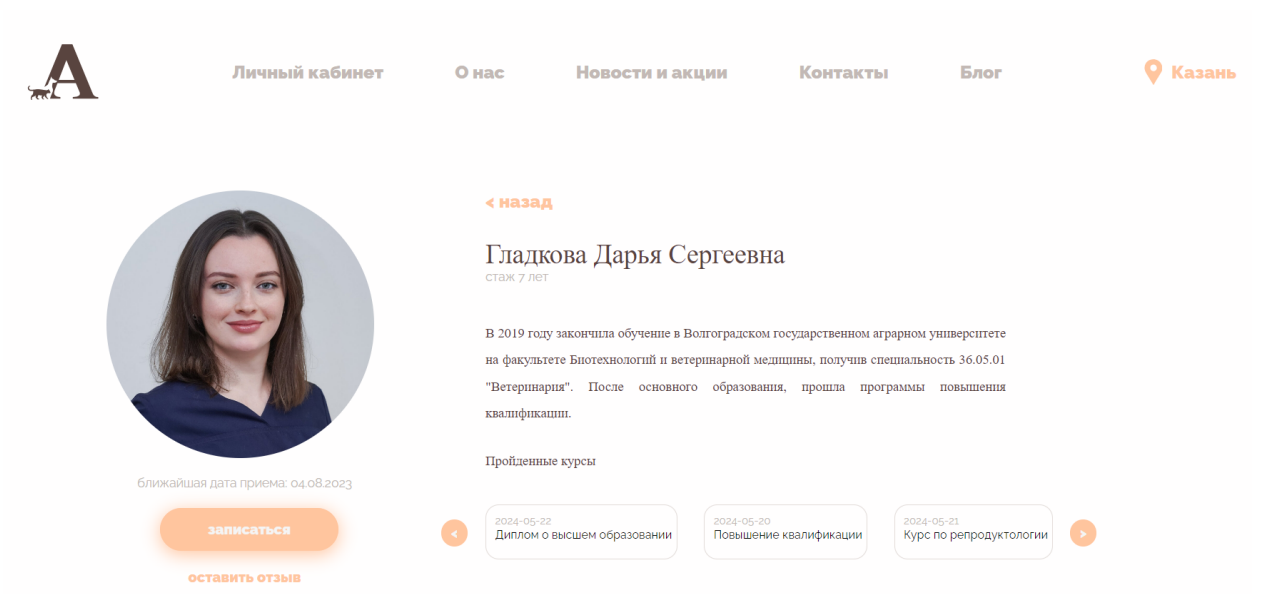 А
Личный кабинет О нас Новости и акции Контакты Блог Казань
< назад
Гладкова Дарья Сергеевна
стаж 7 лет
В 2019 году закончила обучение в Волгоградском государственном аграрном университете
на факультете Биотехнологий и ветеринарной медицины, получив специальность 36.05.01
"Ветеринария". После основного образования, прошла программы повышения
квалификации.
Пройденные курсы
ближайшая дата приема: 04.08.2023
записаться
оставить отзыв
<
2024-05-22
Диплом о высшем образовании
2024-05-20
Повышение квалификации
2024-05-21
Курс по репродуктологии
>